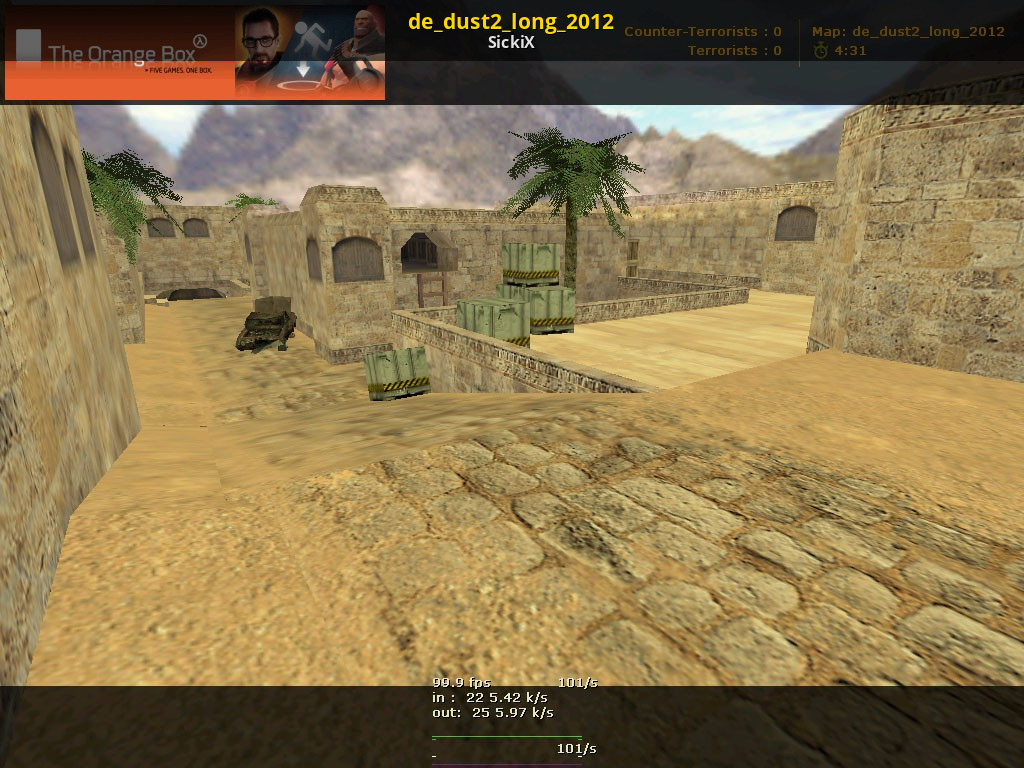 de_dust2_long_2012
SickiX
The Orange Box
FIVE GAMES. ONE BOX.
Counter-Terrorists : 0
Terrorists : 0
Map: de_dust2_long_2012
4:31
99.9 fps 101/s
in : 22 5.42 k/s
out: 25 5.97 k/s
101/s